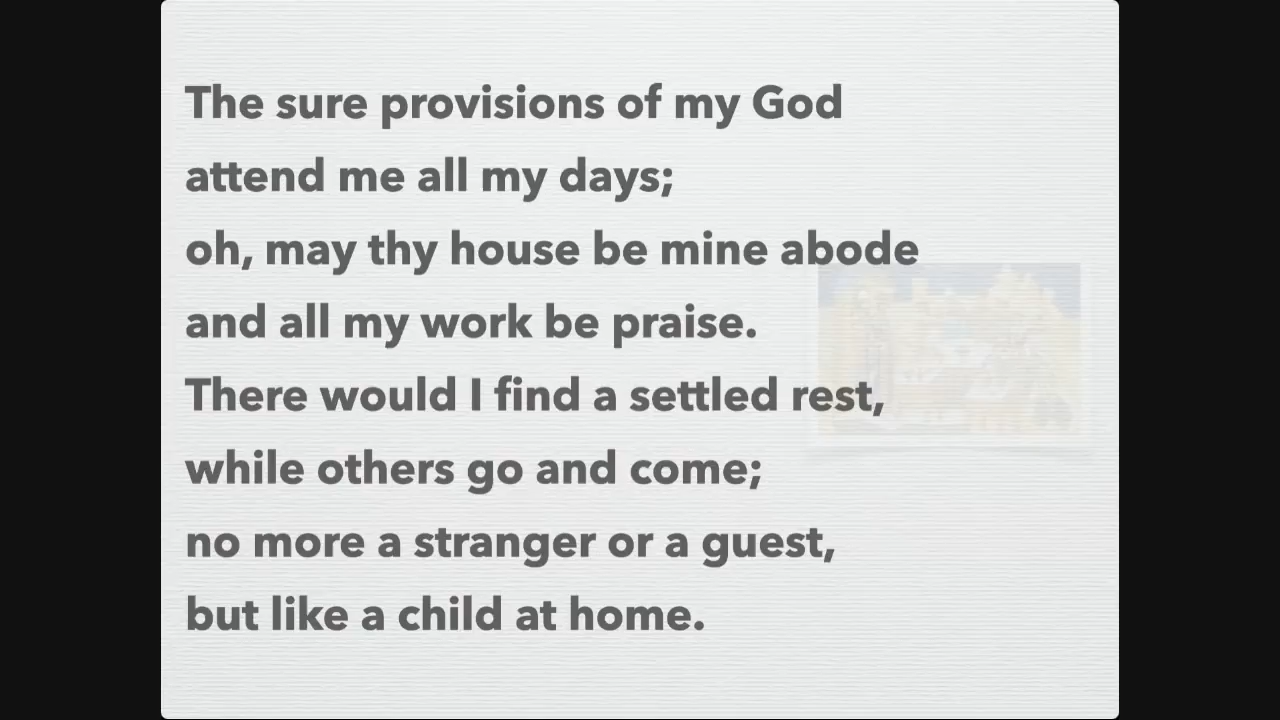 The sure provisions of my God
attend me all my days;
oh, may thy house be mine abode
and all my work be praise.
There would I find a settled rest,
while others go and come;
no more a stranger or a guest,
but like a child at home.